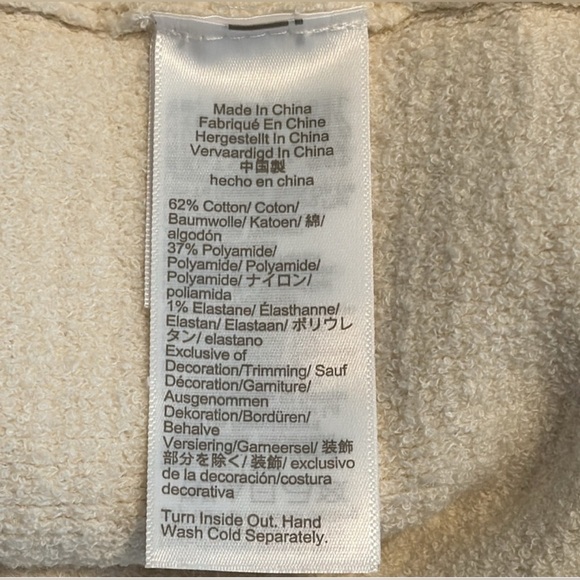 Made In China
Fabriqué En Chine
Hergestellt In China
Vervaardigd In China
中国製
hecho en china
62% Cotton/ Coton/
Baumwolle/ Katoen/ 綿/
algodón
37% Polyamide/
Polyamide/ Polyamide/
Polyamide/ ナイロン/
poliamida
1% Elastane/ Élasthanne/
Elastan/ Elastaan/ ポリウレ
タン/ elastano
Exclusive of
Decoration/Trimming/ Sauf
Décoration/Garniture/
Ausgenommen
Dekoration/Bordüren/
Behalve
Versiering/Garneersel/ 装飾
部分を除く/ 装飾/ exclusivo
de la decoración/costura
decorativa
Turn Inside Out. Hand
Wash Cold Separately.